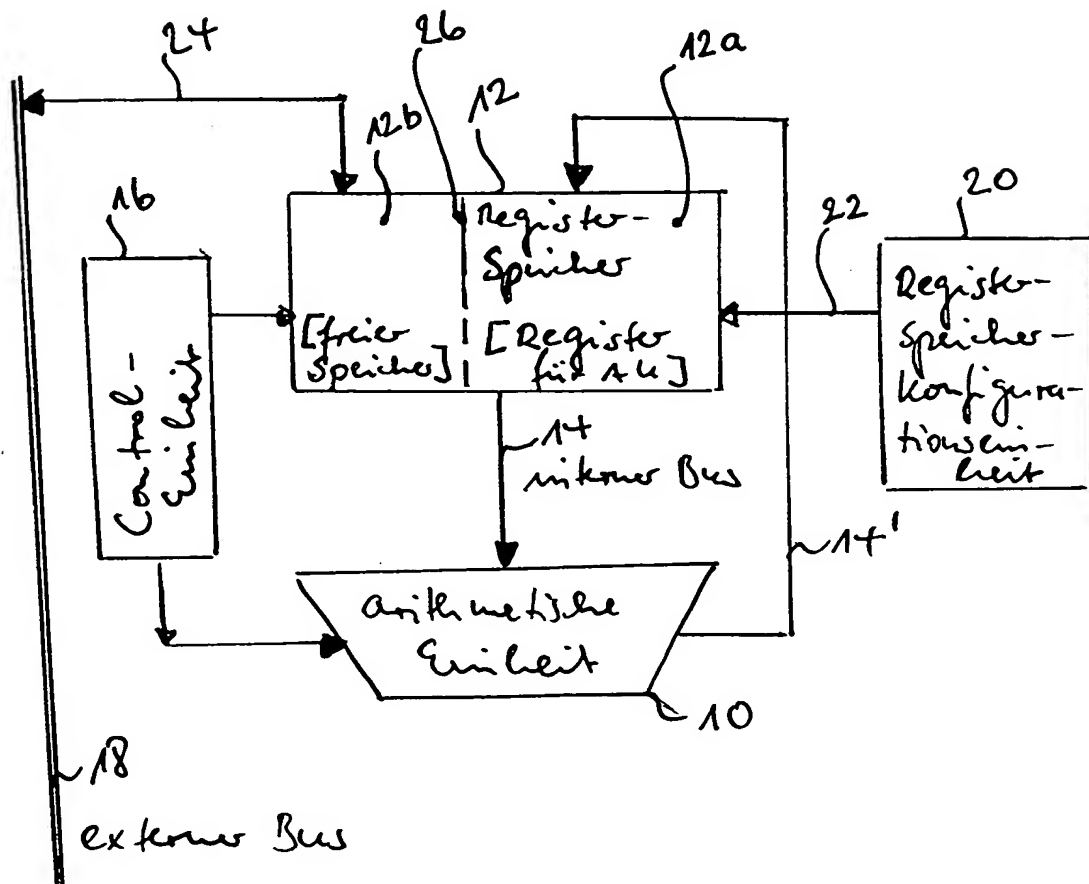 24
26
12a
12
12b
16
20
22
Register-
Speicher
[freier
Speicher]
[Register
für AU]
Control-
Einheit
Register-
Speicher-
Konfigura-
tionsein-
heit
14
interner Bus
14'
arithmetische
Einheit
10
18
externer Bus